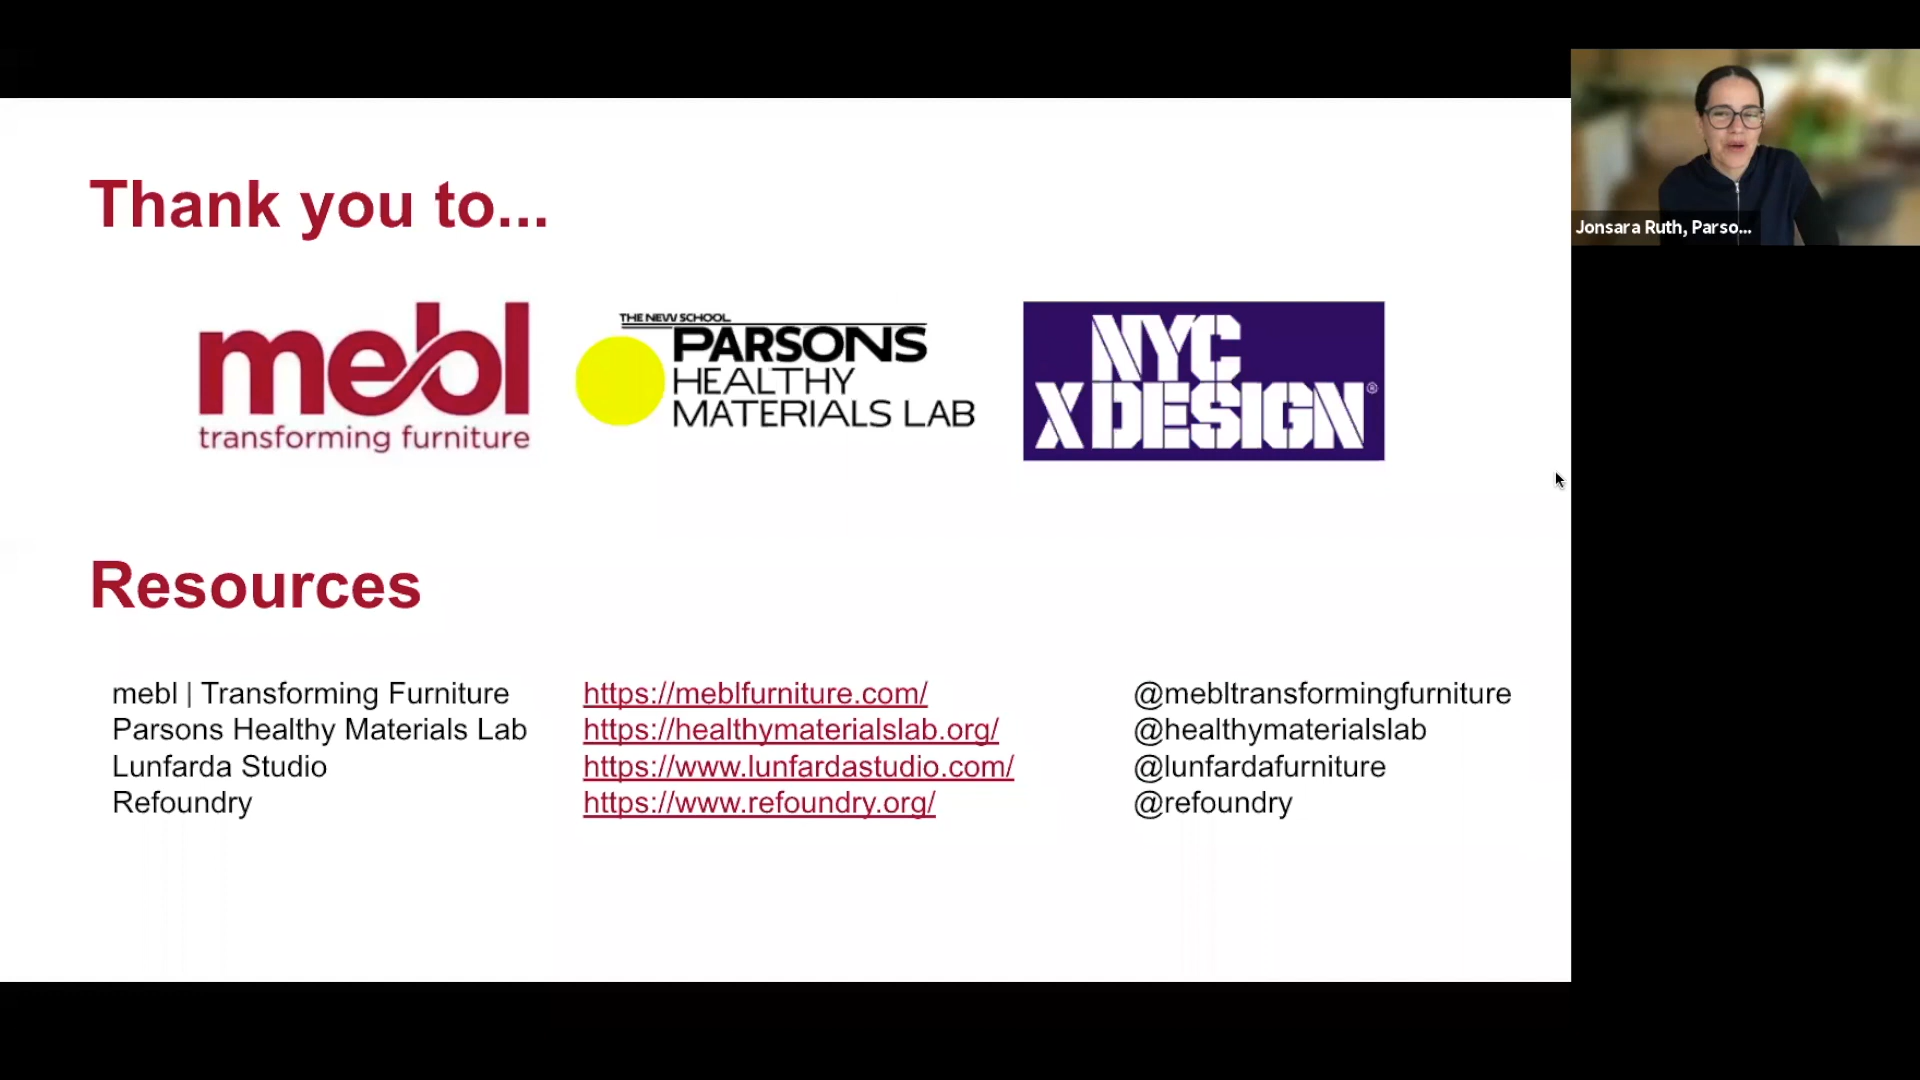 Thank you to...
mebl
transforming furniture
THE NEW SCHOOL
PARSONS
HEALTHY
MATERIALS LAB
NYC
X DESIGN®
Jonsara Ruth, Parso...
Resources
mebl | Transforming Furniture https://meblfurniture.com/ @mebltransformingfurniture
Parsons Healthy Materials Lab https://healthymaterialslab.org/ @healthymaterialslab
Lunfarda Studio https://www.lunfardastudio.com/ @lunfardafurniture
Refoundry https://www.refoundry.org/ @refoundry